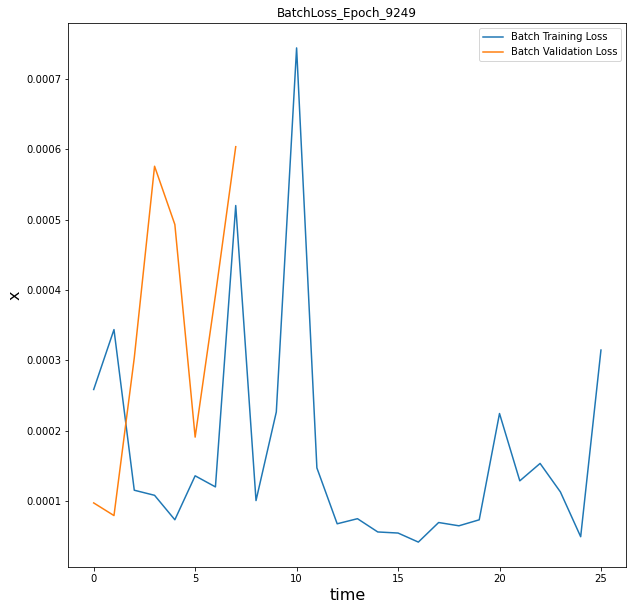 BatchLoss_Epoch_9249
Batch Training Loss
Batch Validation Loss
0.0007
0.0006
0.0005
0.0004
0.0003
0.0002
0.0001
x
0 5 10 15 20 25
time